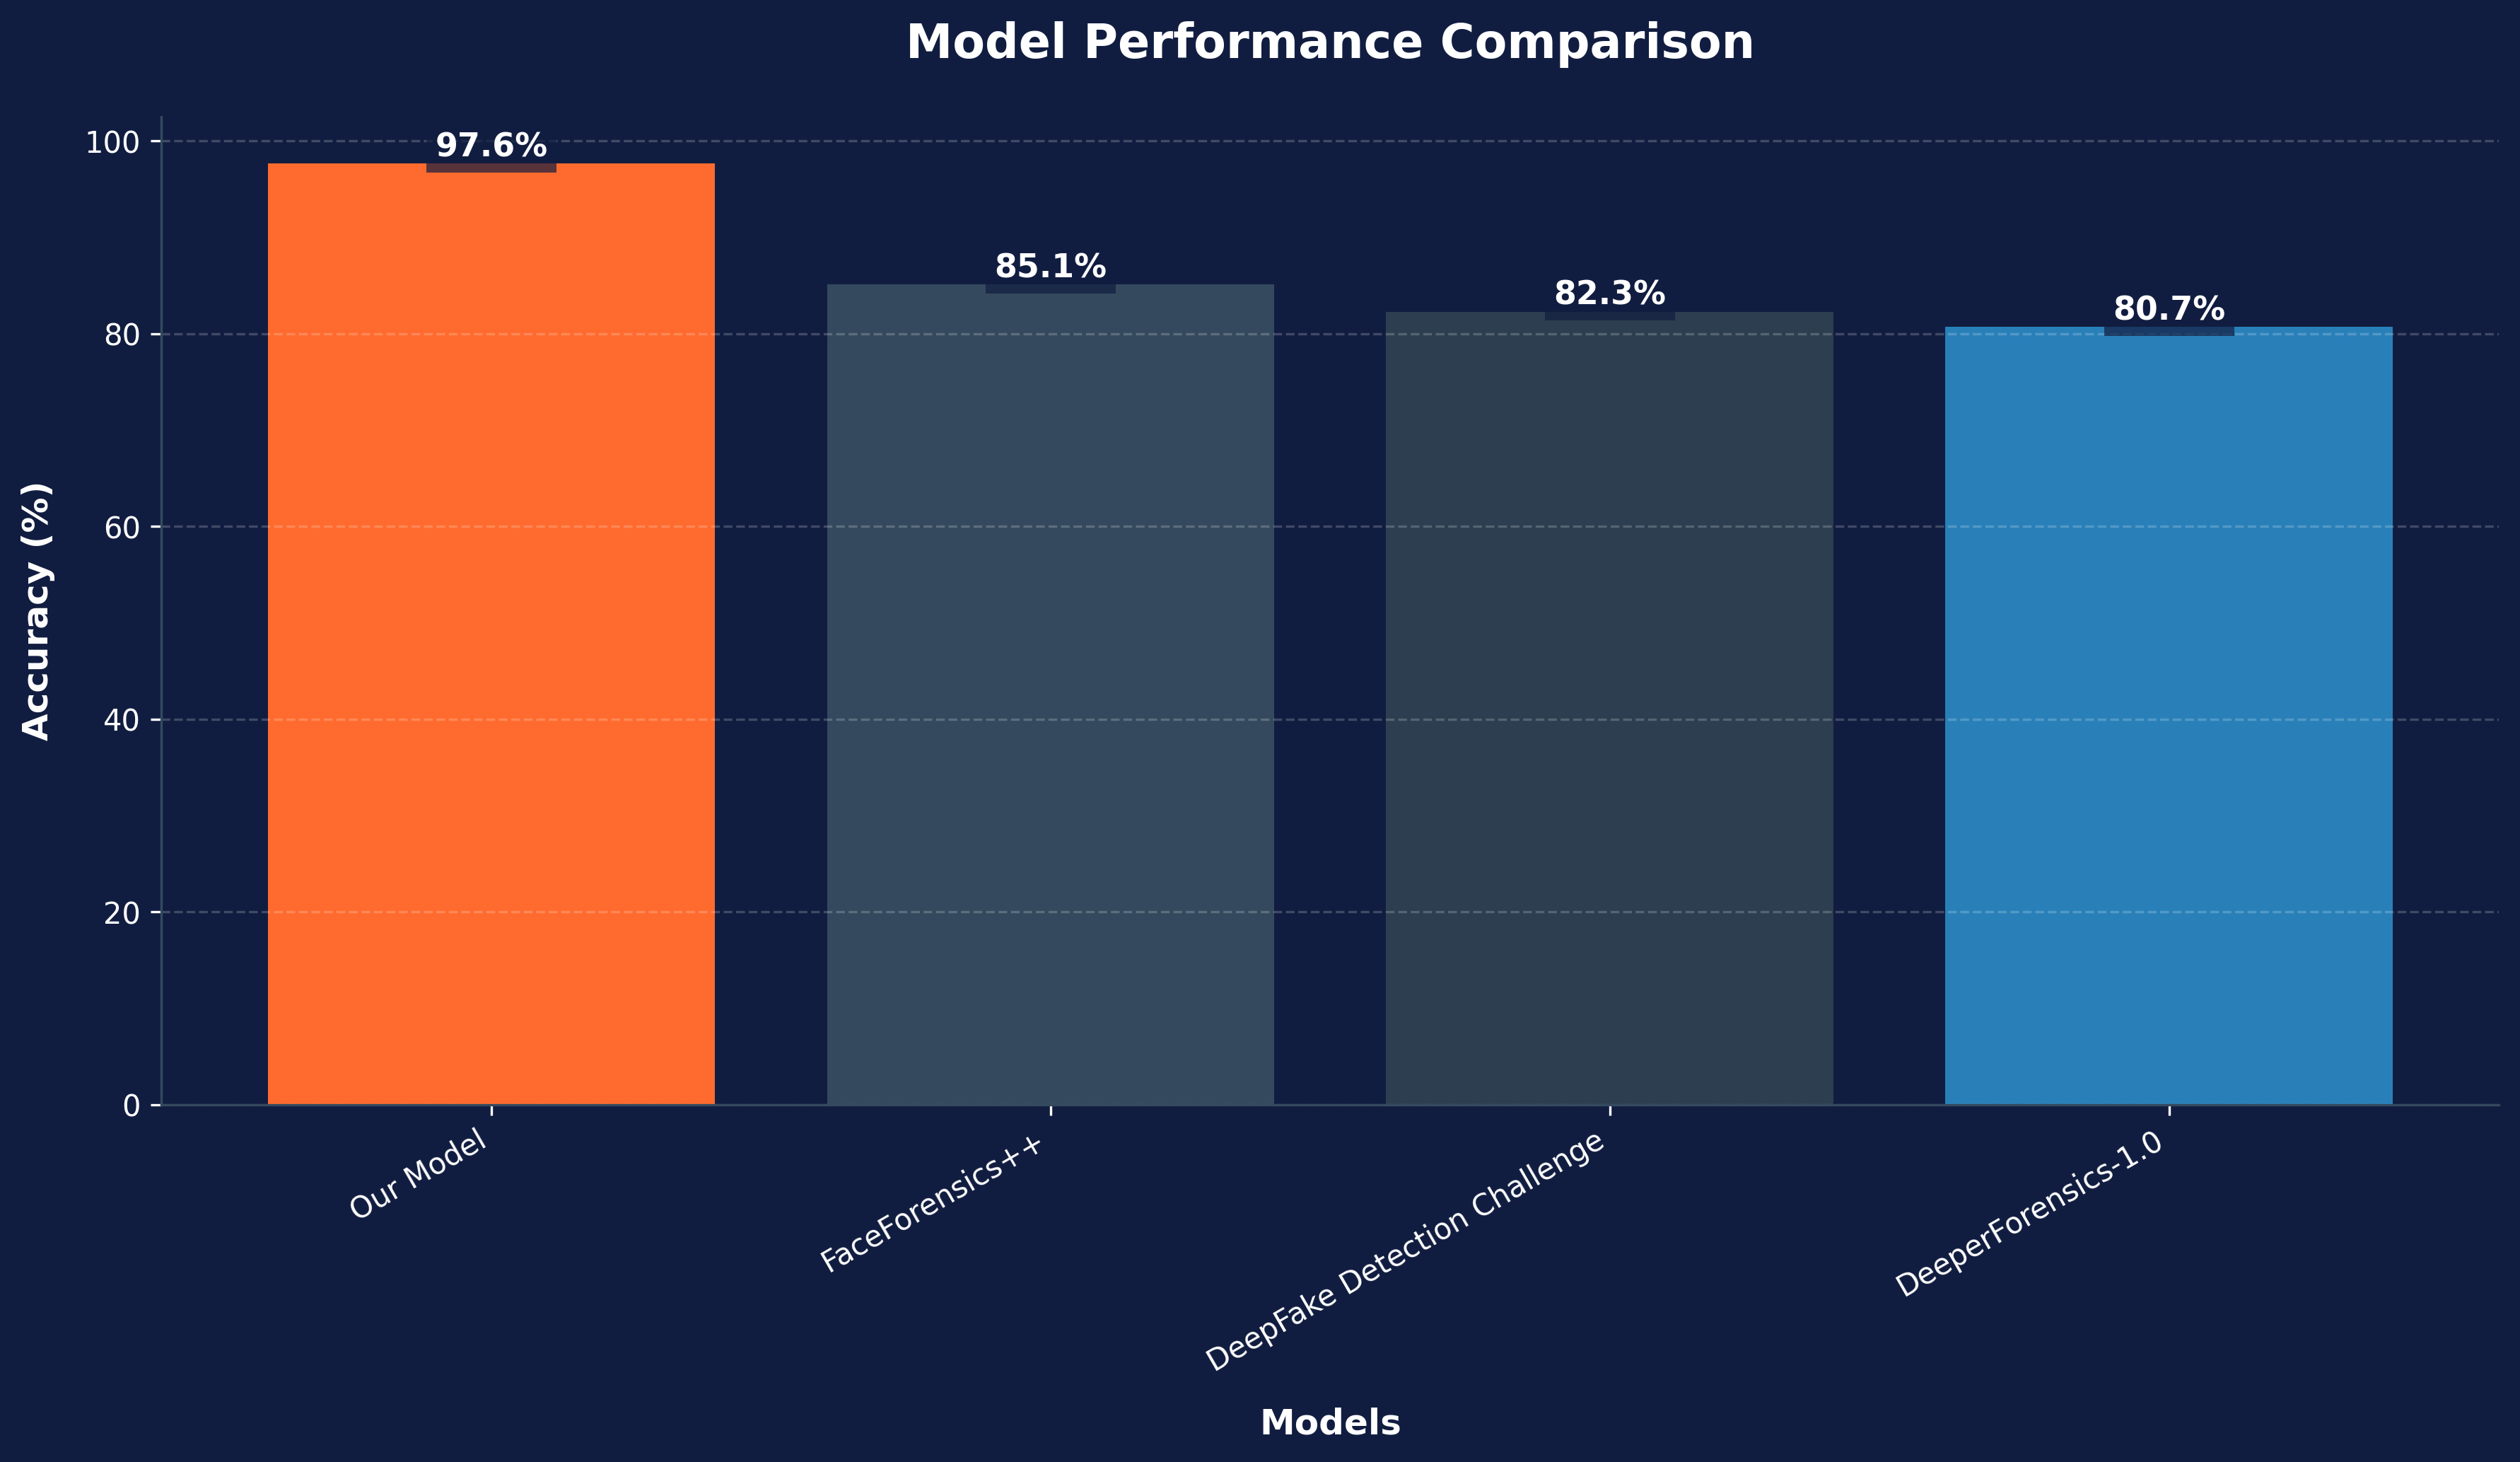 Model Performance Comparison
Accuracy (%)
100
80
60
40
20
0
97.6%
85.1%
82.3%
80.7%
Our Model
FaceForensics++
DeepFake Detection Challenge
DeeperForensics-1.0
Models